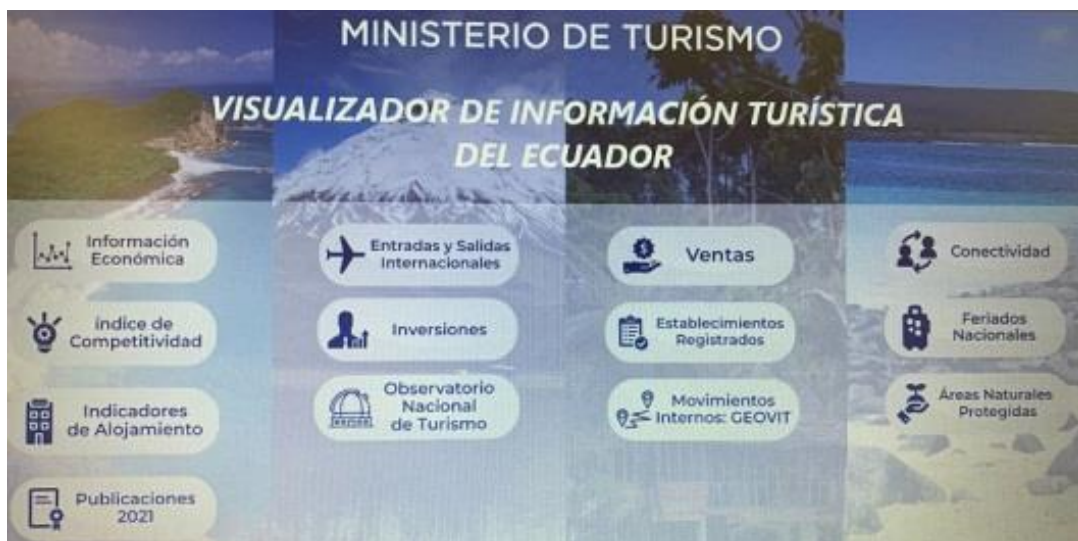 MINISTERIO DE TURISMO
VISUALIZADOR DE INFORMACIÓN TURÍSTICA
DEL ECUADOR
Información
Económica
Entradas y Salidas
Internacionales
Ventas
Conectividad
índice de
Competitividad
Inversiones
Establecimientos
Registrados
Feriados
Nacionales
Indicadores
de Alojamiento
Observatorio
Nacional
de Turismo
Movimientos
Internos: GEOVIT
Áreas Naturales
Protegidas
Publicaciones
2021